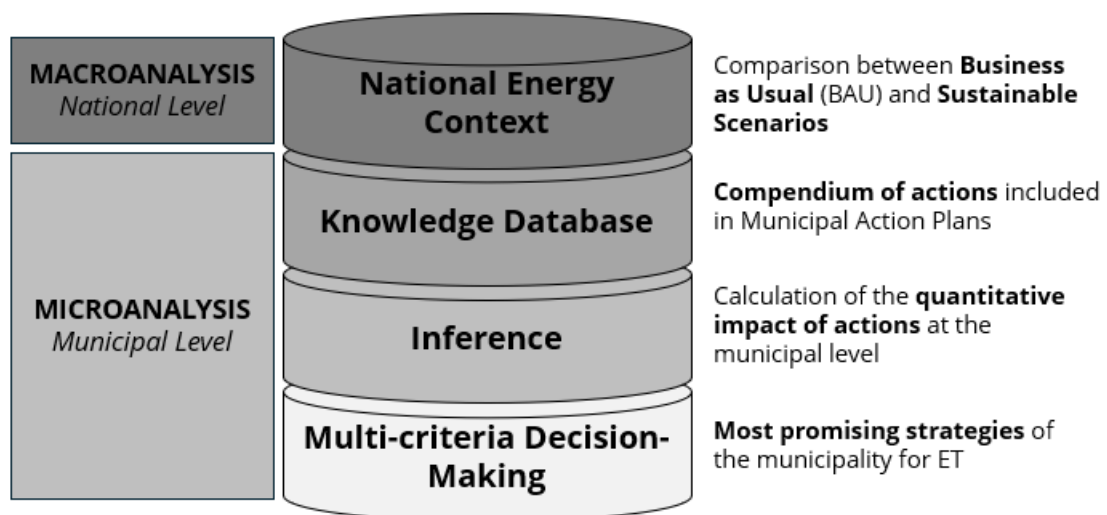 MACROANALYSIS
National Level
National Energy
Context
Comparison between Business
as Usual (BAU) and Sustainable
Scenarios
MICROANALYSIS
Municipal Level
Knowledge Database
Compendium of actions included
in Municipal Action Plans
Inference
Calculation of the quantitative
impact of actions at the
municipal level
Multi-criteria Decision-
Making
Most promising strategies of
the municipality for ET